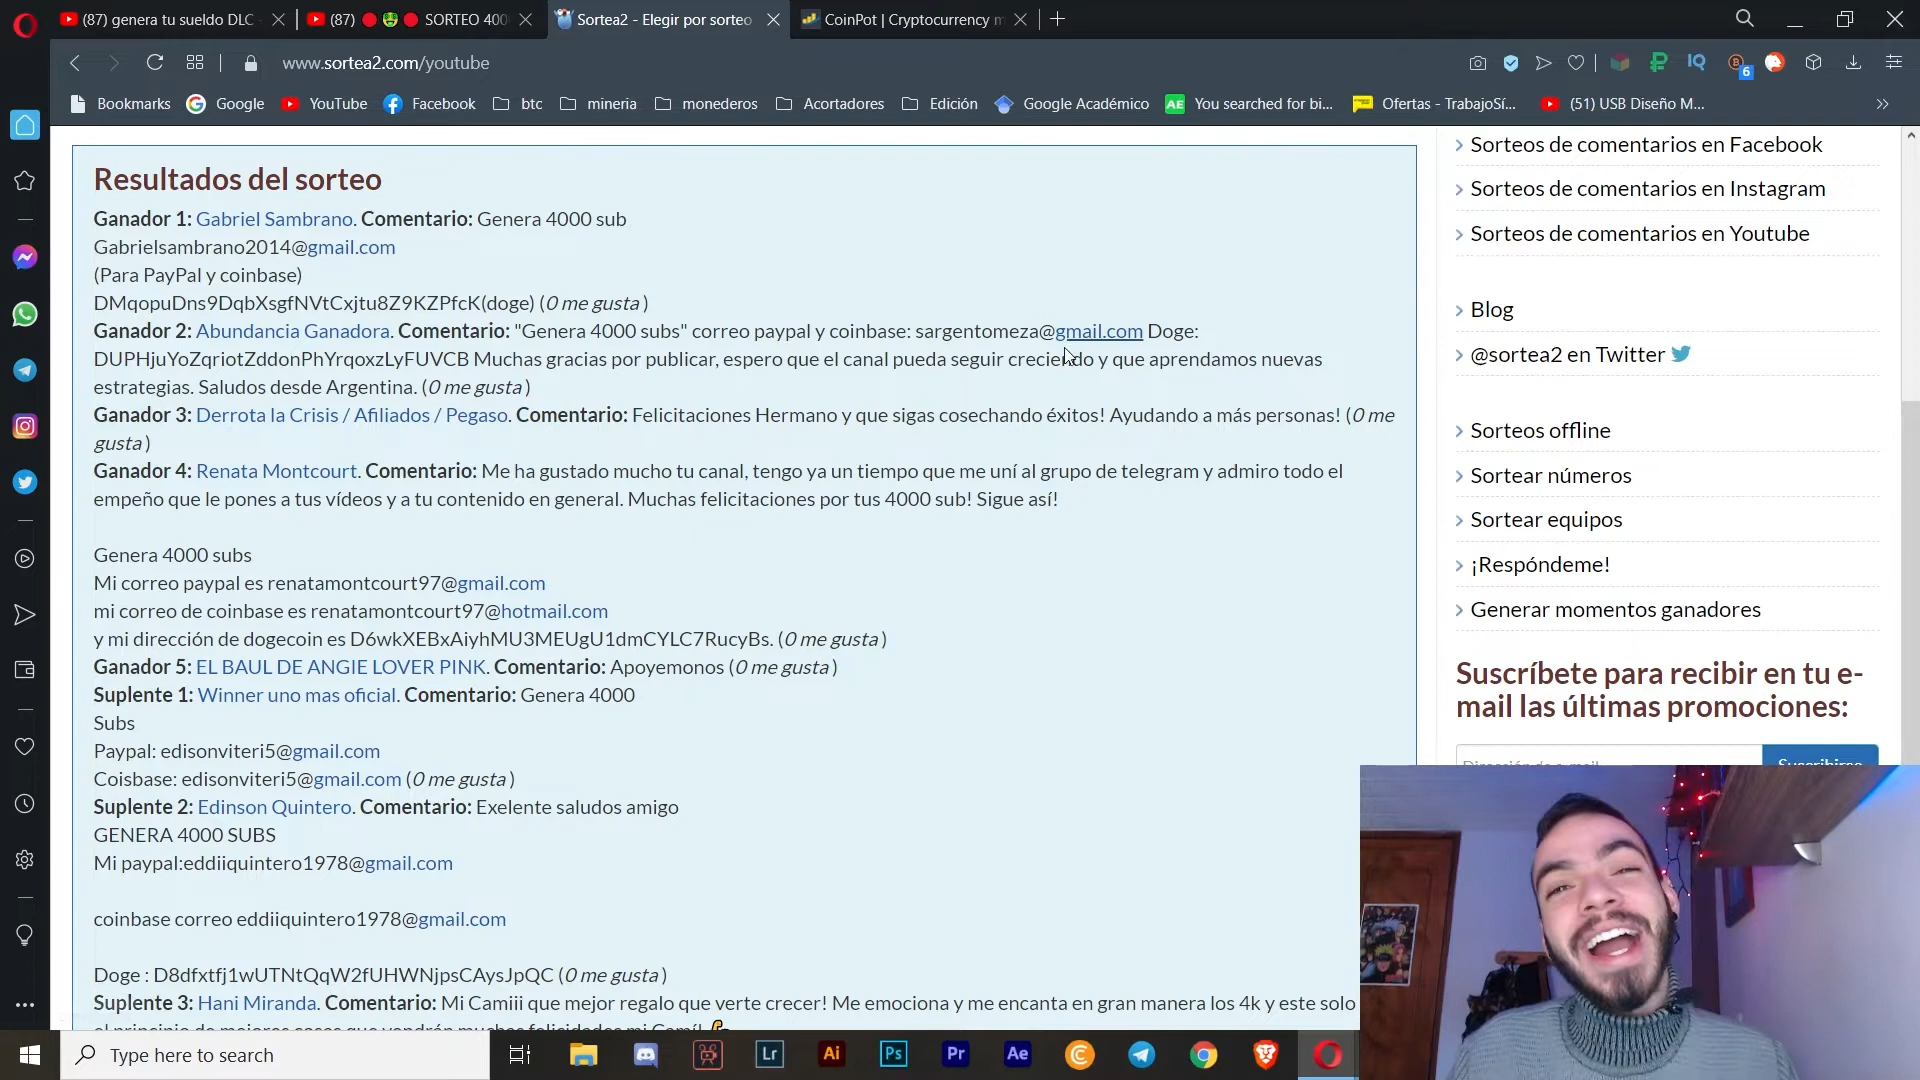 (87) genera tu sueldo DLC
(87) SORTEO 400
Sortea2 - Elegir por sorteo
CoinPot | Cryptocurrency m
www.sortea2.com/youtube
IQ
6
Bookmarks
Google
YouTube
Facebook
btc
mineria
monederos
Acortadores
Edición
Google Académico
AE
You searched for bi...
Ofertas - TrabajoSí...
(51) USB Diseño M...
Resultados del sorteo
Ganador 1: Gabriel Sambrano. Comentario: Genera 4000 sub
Gabrielsambrano2014@gmail.com
(Para PayPal y coinbase)
DMqopuDns9DqbXsgfNVtCxjtu8Z9KZPfcK(doge) (0 me gusta )
Ganador 2: Abundancia Ganadora. Comentario: "Genera 4000 subs" correo paypal y coinbase: sargentomeza@gmail.com Doge:
DUPHjuYoZqriotZddonPhYrqoxzLyFUVCB Muchas gracias por publicar, espero que el canal pueda seguir creciendo y que aprendamos nuevas
estrategias. Saludos desde Argentina. (0 me gusta )
Ganador 3: Derrota la Crisis / Afiliados / Pegaso. Comentario: Felicitaciones Hermano y que sigas cosechando éxitos! Ayudando a más personas! (0 me
gusta )
Ganador 4: Renata Montcourt. Comentario: Me ha gustado mucho tu canal, tengo ya un tiempo que me uní al grupo de telegram y admiro todo el
empeño que le pones a tus vídeos y a tu contenido en general. Muchas felicitaciones por tus 4000 sub! Sigue así!
Genera 4000 subs
Mi correo paypal es renatamontcourt97@gmail.com
mi correo de coinbase es renatamontcourt97@hotmail.com
y mi dirección de dogecoin es D6wkXEBxAiyhMU3MEUgU1dmCYLC7RucyBs. (0 me gusta )
Ganador 5: EL BAUL DE ANGIE LOVER PINK. Comentario: Apoyemonos (0 me gusta )
Suplente 1: Winner uno mas oficial. Comentario: Genera 4000
Subs
Paypal: edisonviteri5@gmail.com
Coisbase: edisonviteri5@gmail.com (0 me gusta )
Suplente 2: Edinson Quintero. Comentario: Exelente saludos amigo
GENERA 4000 SUBS
Mi paypal:eddiiquintero1978@gmail.com
coinbase correo eddiiquintero1978@gmail.com
Doge : D8dfxtfj1wUTNtQqW2fUHWNjpsCAysJpQC (0 me gusta )
Suplente 3: Hani Miranda. Comentario: Mi Camiii que mejor regalo que verte crecer! Me emociona y me encanta en gran manera los 4k y este solo
Sorteos de comentarios en Facebook
Sorteos de comentarios en Instagram
Sorteos de comentarios en Youtube
Blog
@sortea2 en Twitter
Sorteos offline
Sortear números
Sortear equipos
¡Respóndeme!
Generar momentos ganadores
Suscríbete para recibir en tu e-
mail las últimas promociones:
Suscribirse
Type here to search
Lr
Ai
Ps
Pr
Ae